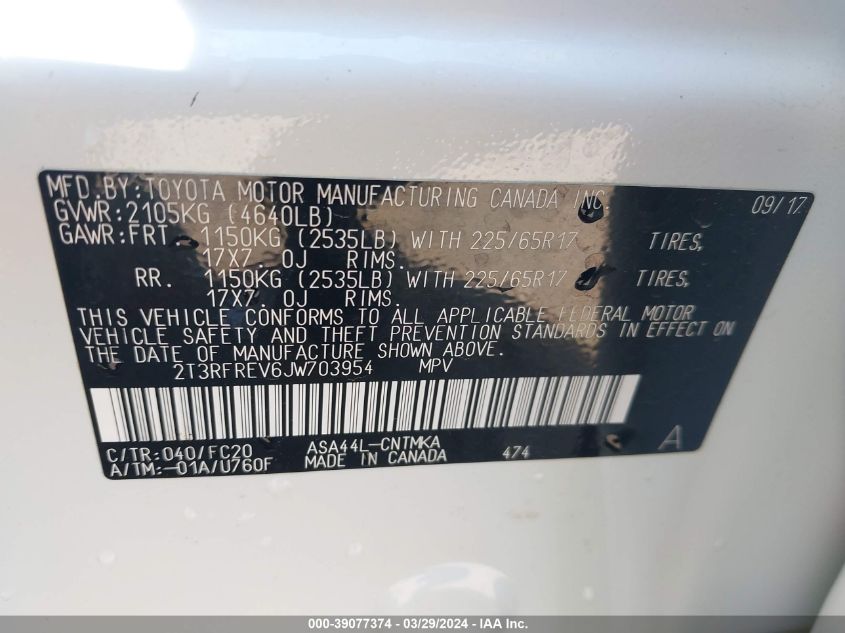 MFD. BY: TOYOTA MOTOR MANUFACTURING CANADA INC. 09/17
GVWR: 2105KG (4640LB)
GAWR: FRT. 1150KG (2535LB) WITH 225/65R17 TIRES,
17X7.0J RIMS.
RR. 1150KG (2535LB) WITH 225/65R17 TIRES,
17X7.0J RIMS.
THIS VEHICLE CONFORMS TO ALL APPLICABLE FEDERAL MOTOR
VEHICLE SAFETY AND THEFT PREVENTION STANDARDS IN EFFECT ON
THE DATE OF MANUFACTURE SHOWN ABOVE.
2T3RFREV6JW703954 MPV
C/TR: 040/FC20 ASA44L-CNTMKA 474 A
A/TM: -01A/U760F MADE IN CANADA
000-39077374 - 03/29/2024 - IAA Inc.